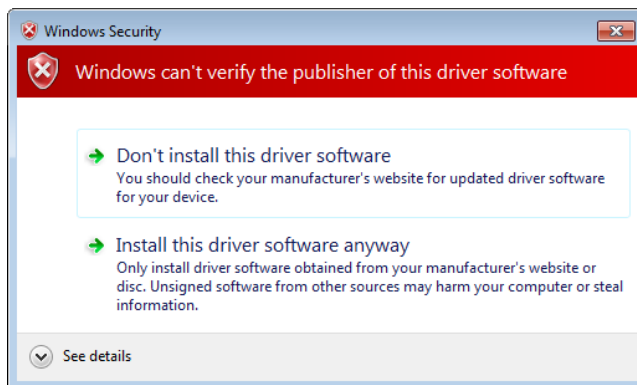 Windows Security
Windows can't verify the publisher of this driver software
Don't install this driver software
You should check your manufacturer's website for updated driver software
for your device.
Install this driver software anyway
Only install driver software obtained from your manufacturer's website or
disc. Unsigned software from other sources may harm your computer or steal
information.
See details